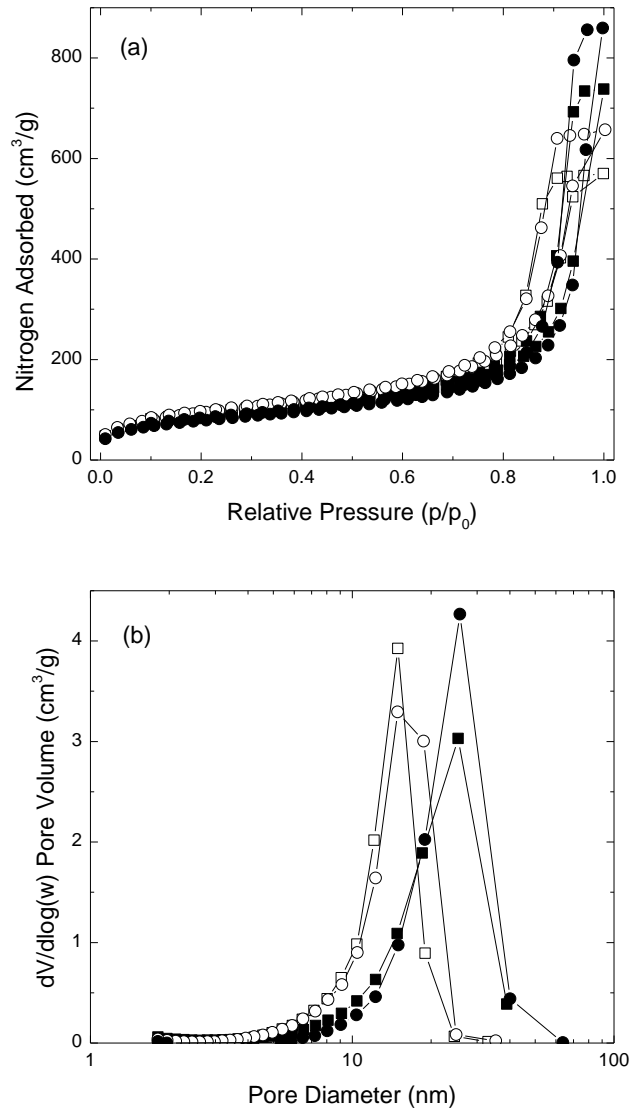 (a)
800
600
400
200
0
Nitrogen Adsorbed (cm³/g)
0.0 0.2 0.4 0.6 0.8 1.0
Relative Pressure (p/p₀)
(b)
4
3
2
1
0
dV/dlog(w) Pore Volume (cm³/g)
1 10 100
Pore Diameter (nm)